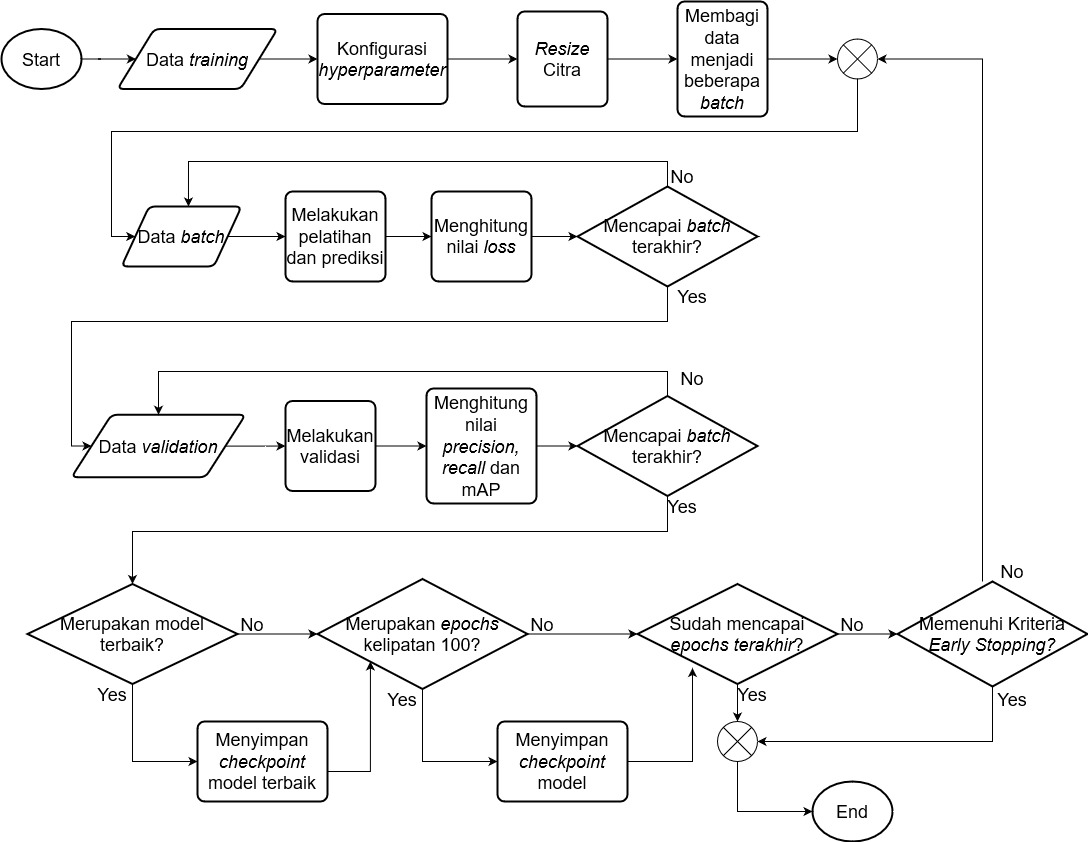 Start
Data training
Konfigurasi
hyperparameter
Resize
Citra
Membagi
data
menjadi
beberapa
batch
Data batch
Melakukan
pelatihan
dan prediksi
Menghitung
nilai loss
No
Mencapai batch
terakhir?
Yes
Data validation
Melakukan
validasi
Menghitung
nilai
precision,
recall dan
mAP
No
Mencapai batch
terakhir?
Yes
Merupakan model
terbaik?
No
Yes
Menyimpan
checkpoint
model terbaik
Merupakan epochs
kelipatan 100?
No
Yes
Menyimpan
checkpoint
model
Sudah mencapai
epochs terakhir?
No
Yes
No
Memenuhi Kriteria
Early Stopping?
Yes
End